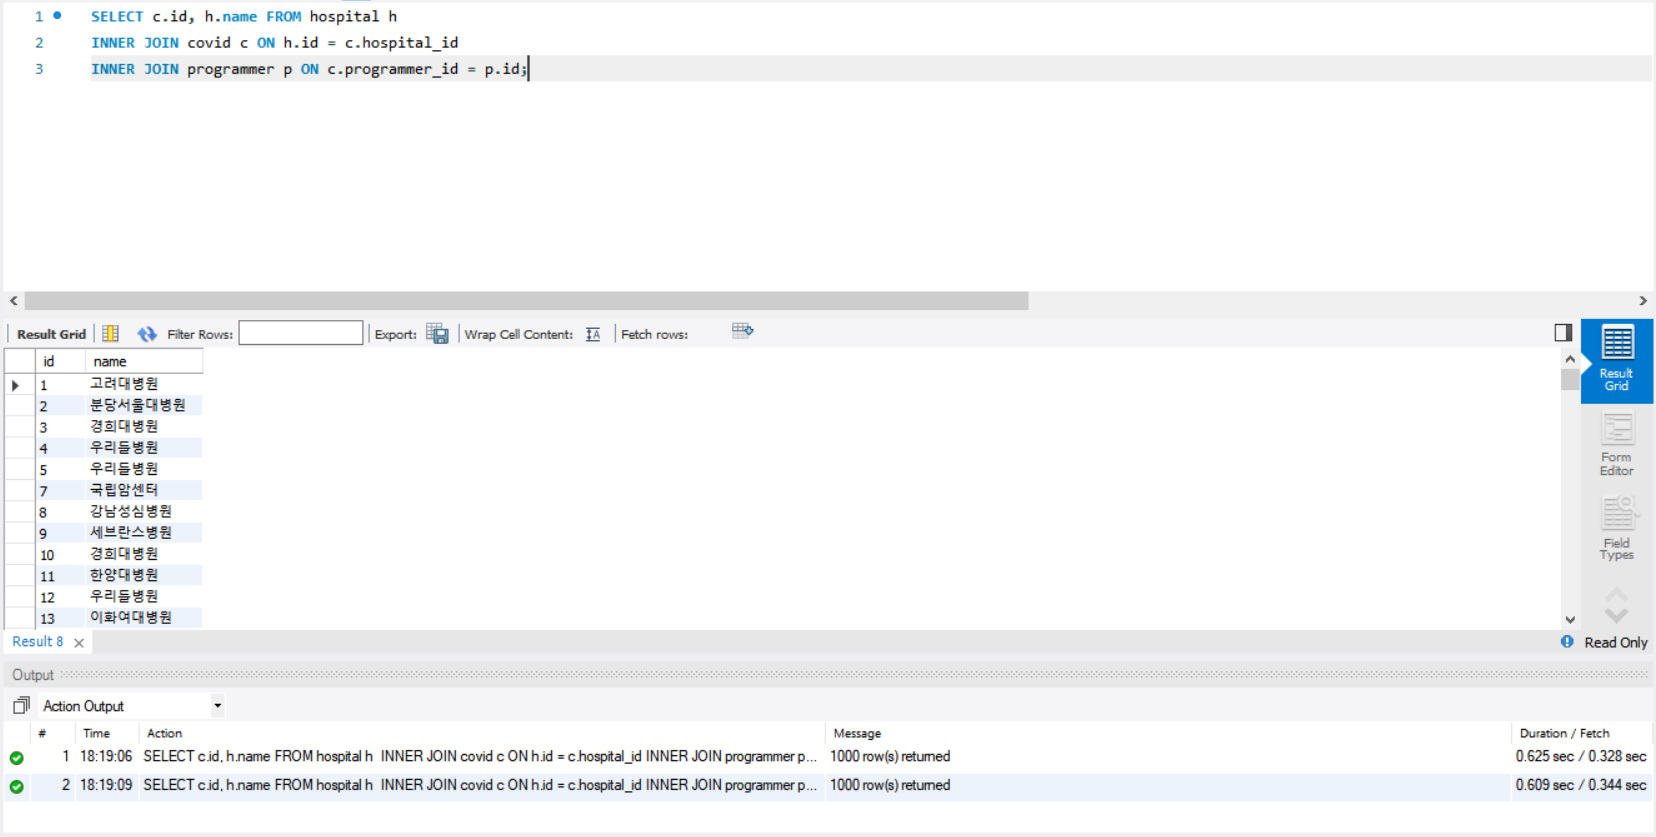 1 SELECT c.id, h.name FROM hospital h
2 INNER JOIN covid c ON h.id = c.hospital_id
3 INNER JOIN programmer p ON c.programmer_id = p.id;
Result Grid Filter Rows: Export: Wrap Cell Content: Fetch rows:
id name
1 고려대병원
2 분당서울대병원
3 경희대병원
4 우리들병원
5 우리들병원
7 국립암센터
8 강남성심병원
9 세브란스병원
10 경희대병원
11 한양대병원
12 우리들병원
13 이화여대병원
Result
Grid
Form
Editor
Field
Types
Result 8
Read Only
Output
Action Output
# Time Action Message Duration / Fetch
1 18:19:06 SELECT c.id, h.name FROM hospital h INNER JOIN covid c ON h.id = c.hospital_id INNER JOIN programmer p... 1000 row(s) returned 0.625 sec / 0.328 sec
2 18:19:09 SELECT c.id, h.name FROM hospital h INNER JOIN covid c ON h.id = c.hospital_id INNER JOIN programmer p... 1000 row(s) returned 0.609 sec / 0.344 sec